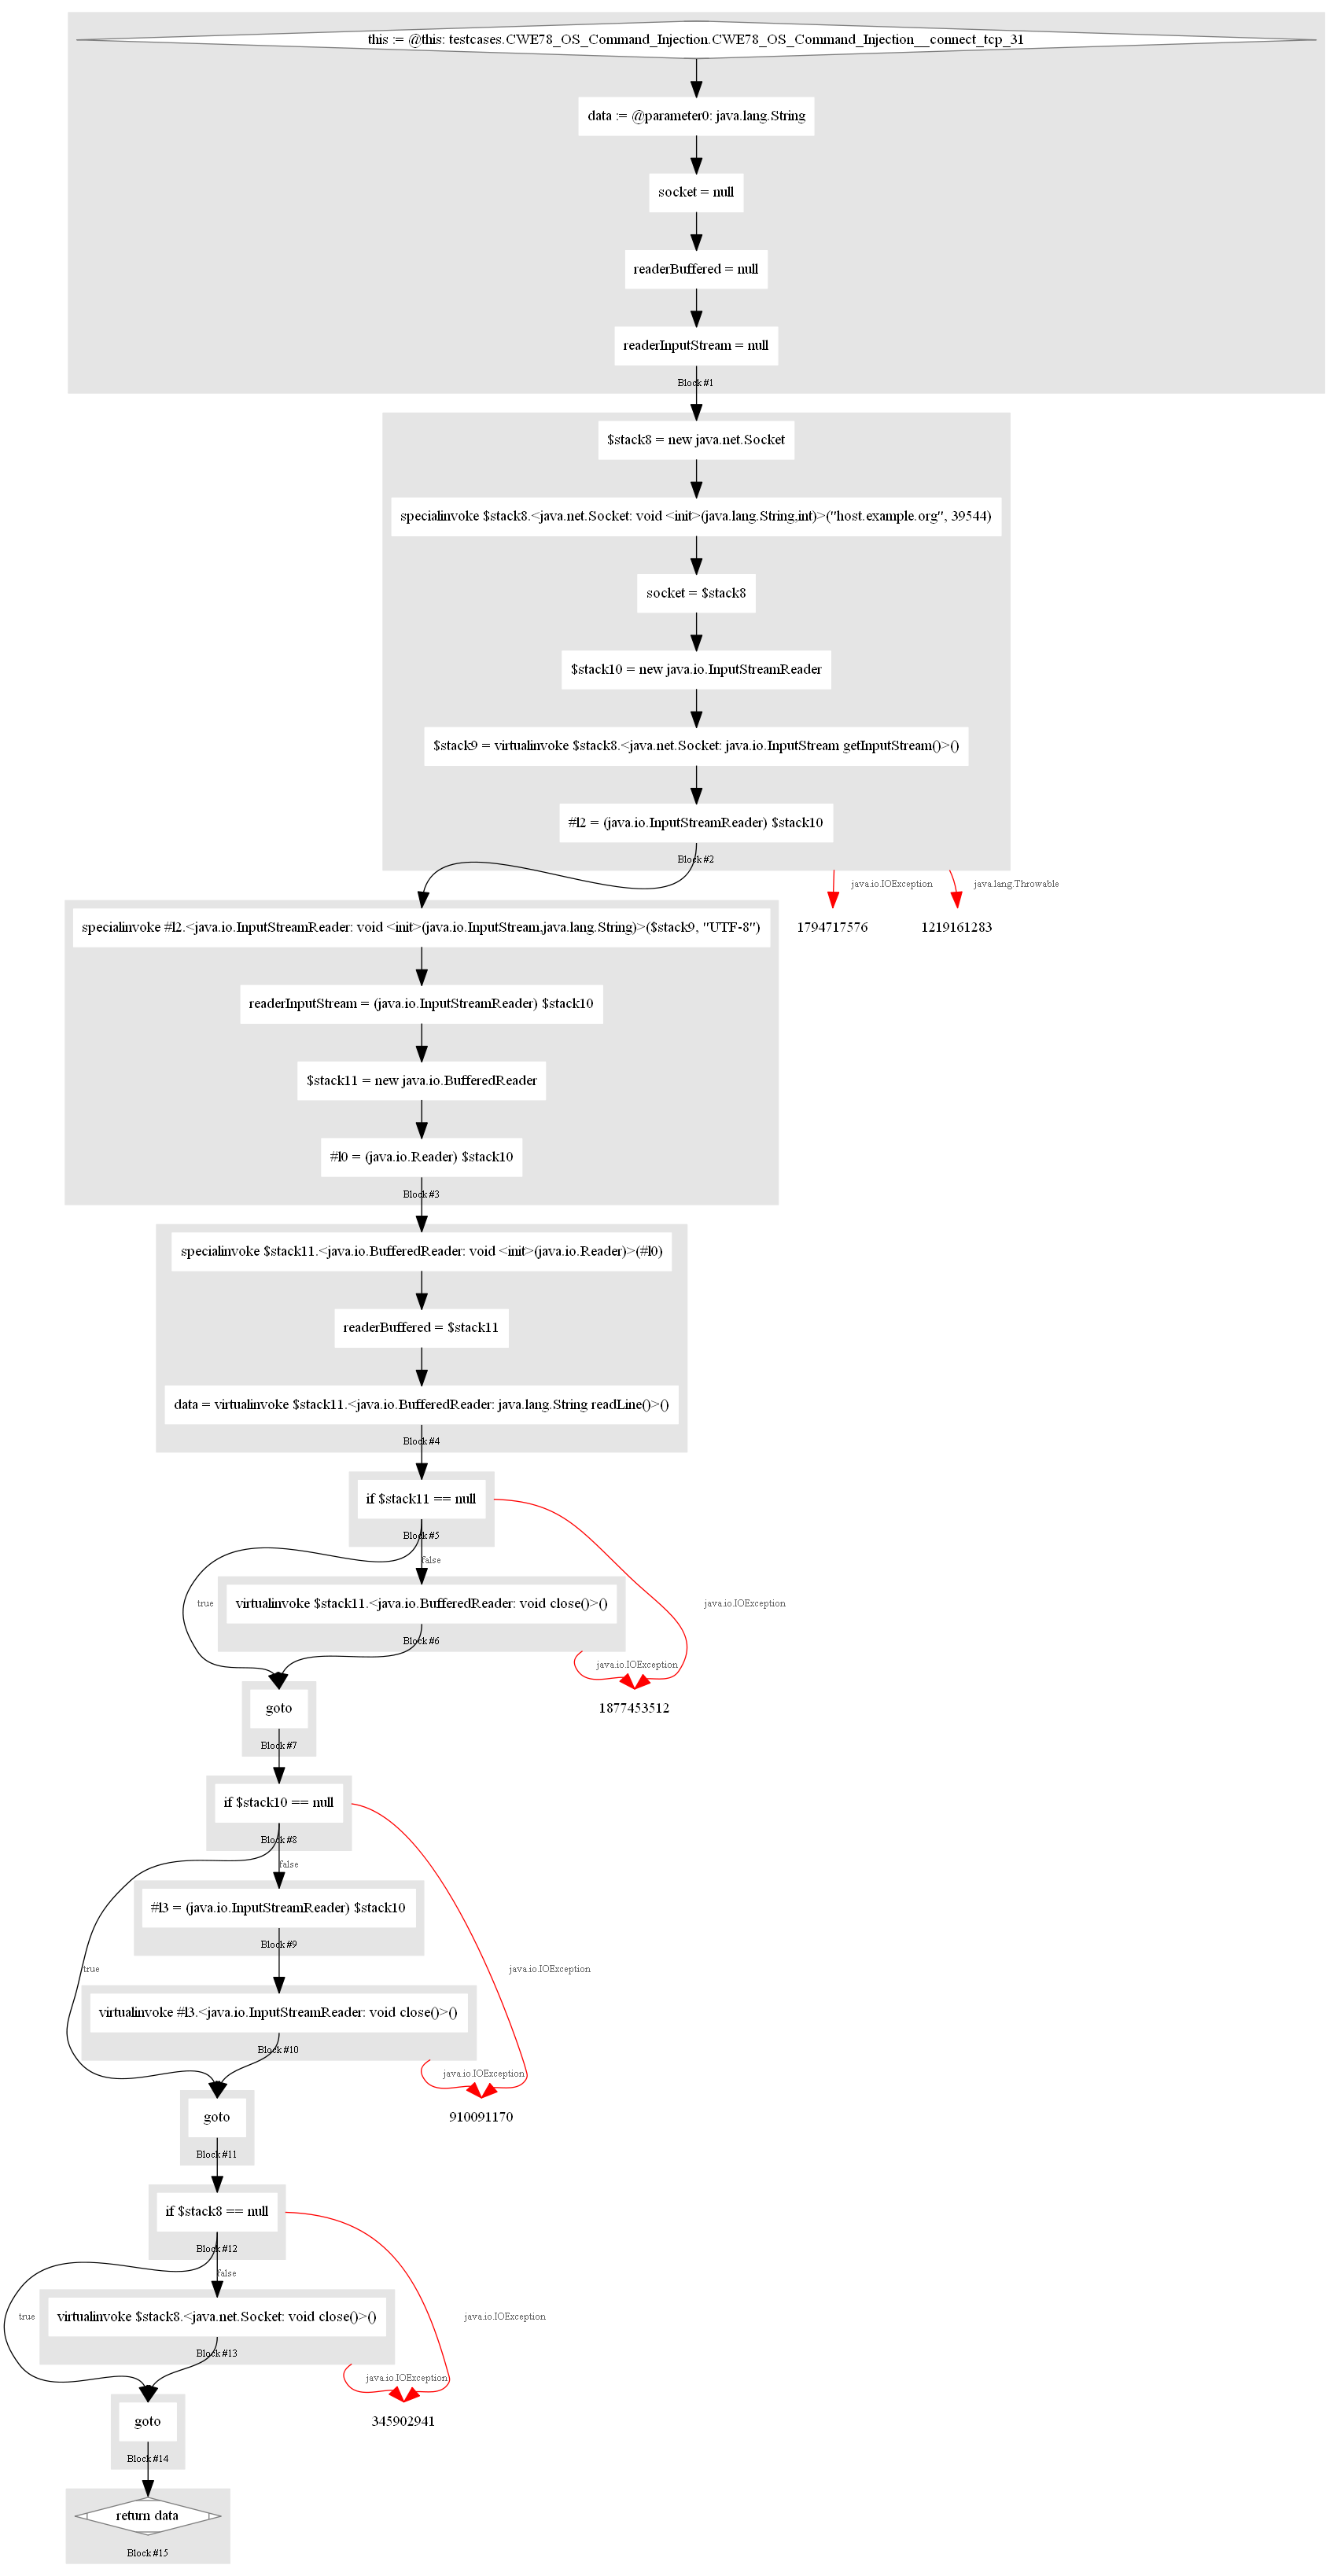 this := @this: testcases.CWE78_OS_Command_Injection.CWE78_OS_Command_Injection__connect_tcp_31
data := @parameter0: java.lang.String
socket = null
readerBuffered = null
readerInputStream = null
Block #1
$stack8 = new java.net.Socket
specialinvoke $stack8.<java.net.Socket: void <init>(java.lang.String,int)>("host.example.org", 39544)
socket = $stack8
$stack10 = new java.io.InputStreamReader
$stack9 = virtualinvoke $stack8.<java.net.Socket: java.io.InputStream getInputStream()>()
#l2 = (java.io.InputStreamReader) $stack10
Block #2
java.io.IOException
java.lang.Throwable
specialinvoke #l2.<java.io.InputStreamReader: void <init>(java.io.InputStream,java.lang.String)>($stack9, "UTF-8")
1794717576
1219161283
readerInputStream = (java.io.InputStreamReader) $stack10
$stack11 = new java.io.BufferedReader
#l0 = (java.io.Reader) $stack10
Block #3
specialinvoke $stack11.<java.io.BufferedReader: void <init>(java.io.Reader)>(#l0)
readerBuffered = $stack11
data = virtualinvoke $stack11.<java.io.BufferedReader: java.lang.String readLine()>()
Block #4
if $stack11 == null
Block #5
false
true
virtualinvoke $stack11.<java.io.BufferedReader: void close()>()
java.io.IOException
Block #6
java.io.IOException
goto
1877453512
Block #7
if $stack10 == null
Block #8
false
#l3 = (java.io.InputStreamReader) $stack10
Block #9
true
java.io.IOException
virtualinvoke #l3.<java.io.InputStreamReader: void close()>()
Block #10
java.io.IOException
goto
910091170
Block #11
if $stack8 == null
Block #12
false
true
virtualinvoke $stack8.<java.net.Socket: void close()>()
java.io.IOException
Block #13
java.io.IOException
goto
345902941
Block #14
return data
Block #15